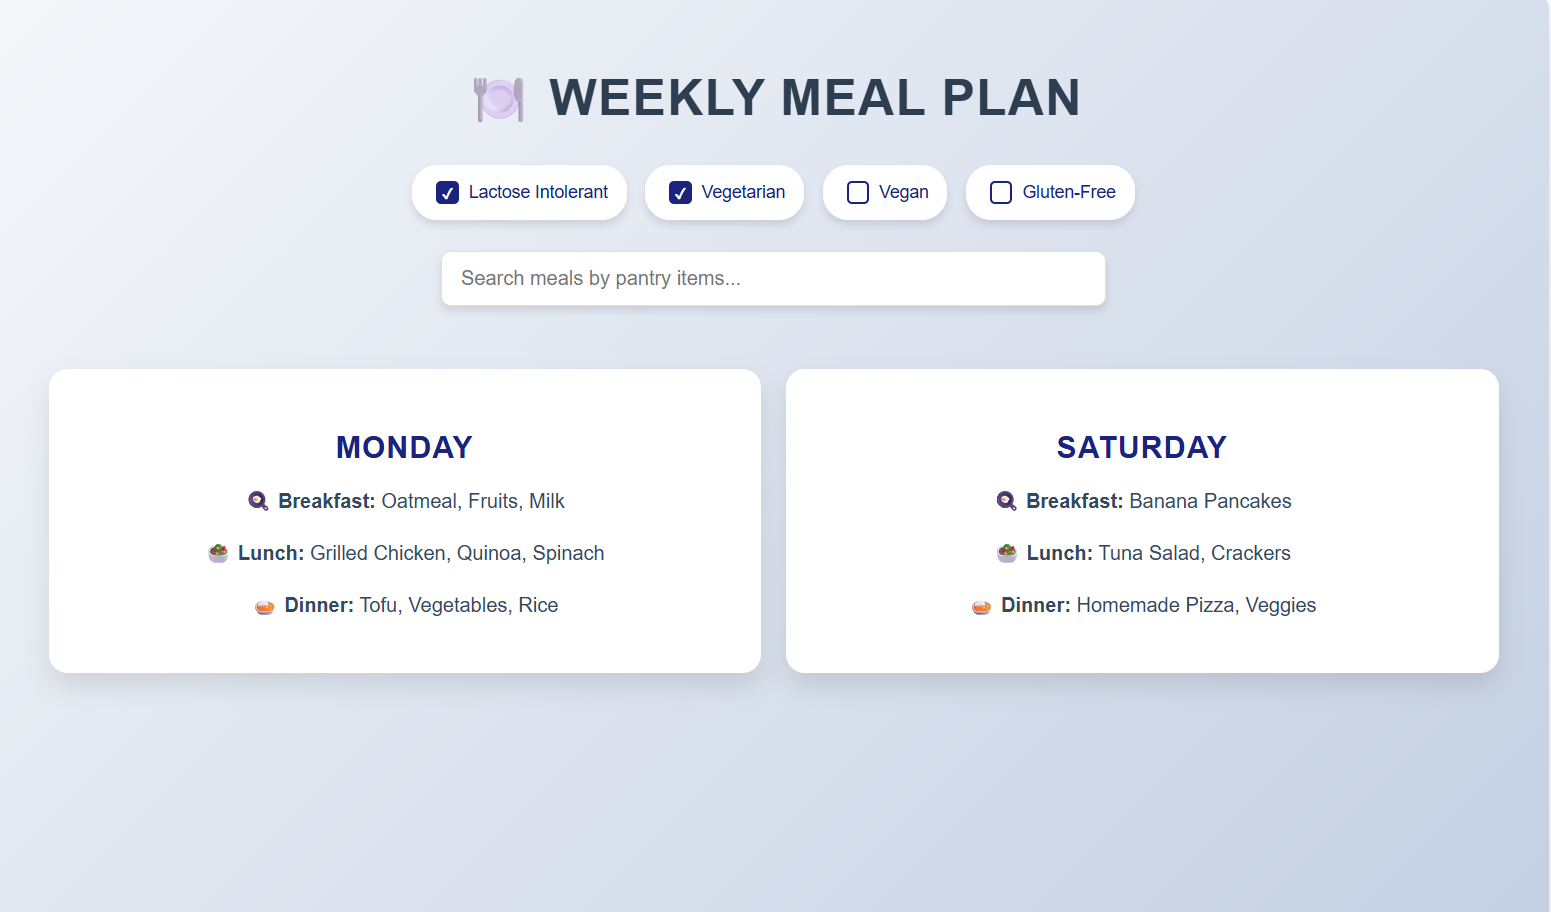 WEEKLY MEAL PLAN
Lactose Intolerant Vegetarian Vegan Gluten-Free
Search meals by pantry items...
MONDAY
Breakfast: Oatmeal, Fruits, Milk
Lunch: Grilled Chicken, Quinoa, Spinach
Dinner: Tofu, Vegetables, Rice
SATURDAY
Breakfast: Banana Pancakes
Lunch: Tuna Salad, Crackers
Dinner: Homemade Pizza, Veggies